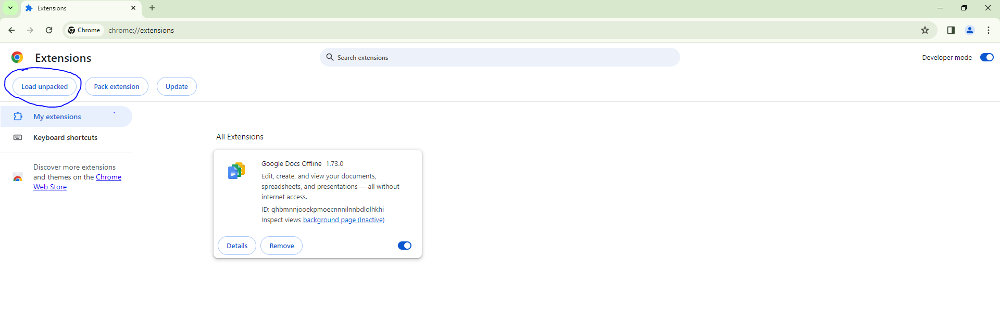 Extensions
Chrome
chrome://extensions
Extensions
Search extensions
Developer mode
Load unpacked
Pack extension
Update
My extensions
Keyboard shortcuts
Discover more extensions
and themes on the Chrome
Web Store
All Extensions
Google Docs Offline 1.73.0
Edit, create, and view your documents,
spreadsheets, and presentations — all without
internet access.
ID: ghbmnnjooekpmoecnnnilnnbdlolhkhi
Inspect views background page (Inactive)
Details
Remove